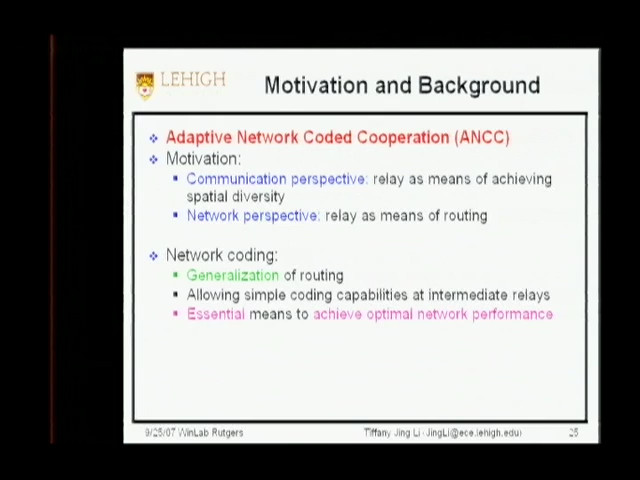 LEHIGH
Motivation and Background
Adaptive Network Coded Cooperation (ANCC)
Motivation:
Communication perspective: relay as means of achieving
spatial diversity
Network perspective: relay as means of routing
Network coding:
Generalization of routing
Allowing simple coding capabilities at intermediate relays
Essential means to achieve optimal network performance
9/25/07 WinLab Rutgers
Tiffany Jing Li (JingLi@ece.lehigh.edu)
25